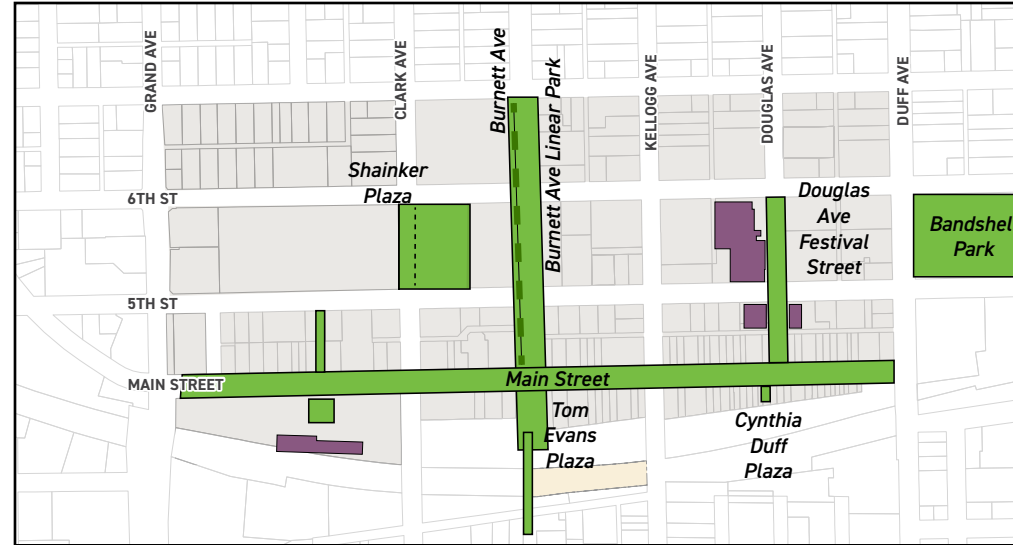 GRAND AVE
CLARK AVE
Burnett Ave
Burnett Ave Linear Park
KELLOGG AVE
DOUGLAS AVE
DUFF AVE
Shainker
Plaza
6TH ST
Douglas
Ave
Festival
Street
Bandshel
Park
5TH ST
MAIN STREET
Main Street
Tom
Evans
Plaza
Cynthia
Duff
Plaza